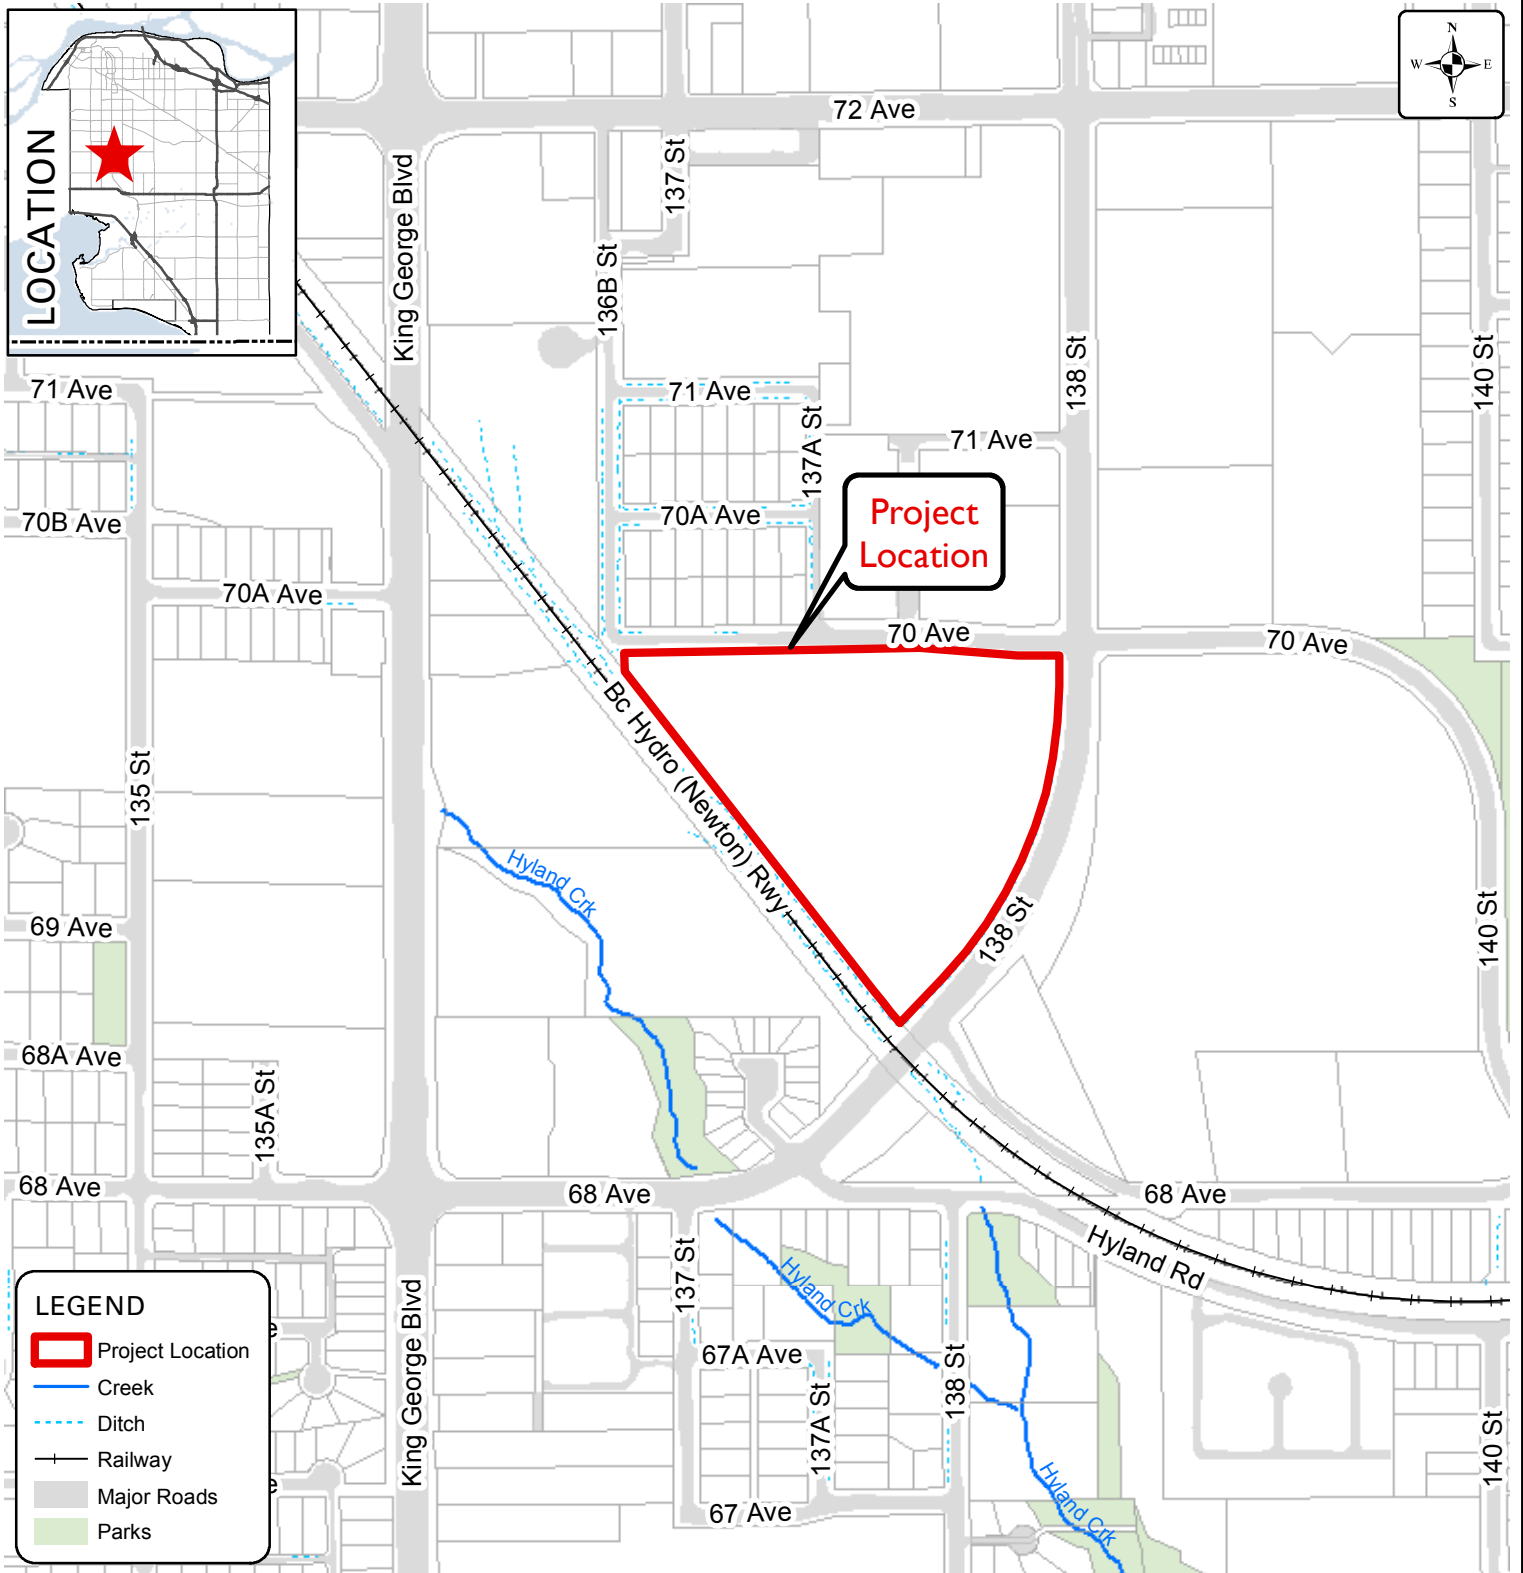 LOCATION
N
W
E
S
72 Ave
137 St
King George Blvd
136B St
138 St
140 St
71 Ave
71 Ave
137A St
71 Ave
70B Ave
70A Ave
Project
Location
70A Ave
70 Ave
70 Ave
Bc Hydro (Newton) Rwy
135 St
Hyland Crk
69 Ave
138 St
140 St
68A Ave
135A St
68 Ave
68 Ave
68 Ave
Hyland Rd
137 St
Hyland Crk
King George Blvd
67A Ave
138 St
137A St
140 St
Hyland Crk
67 Ave
LEGEND
Project Location
Creek
Ditch
Railway
Major Roads
Parks
e
e